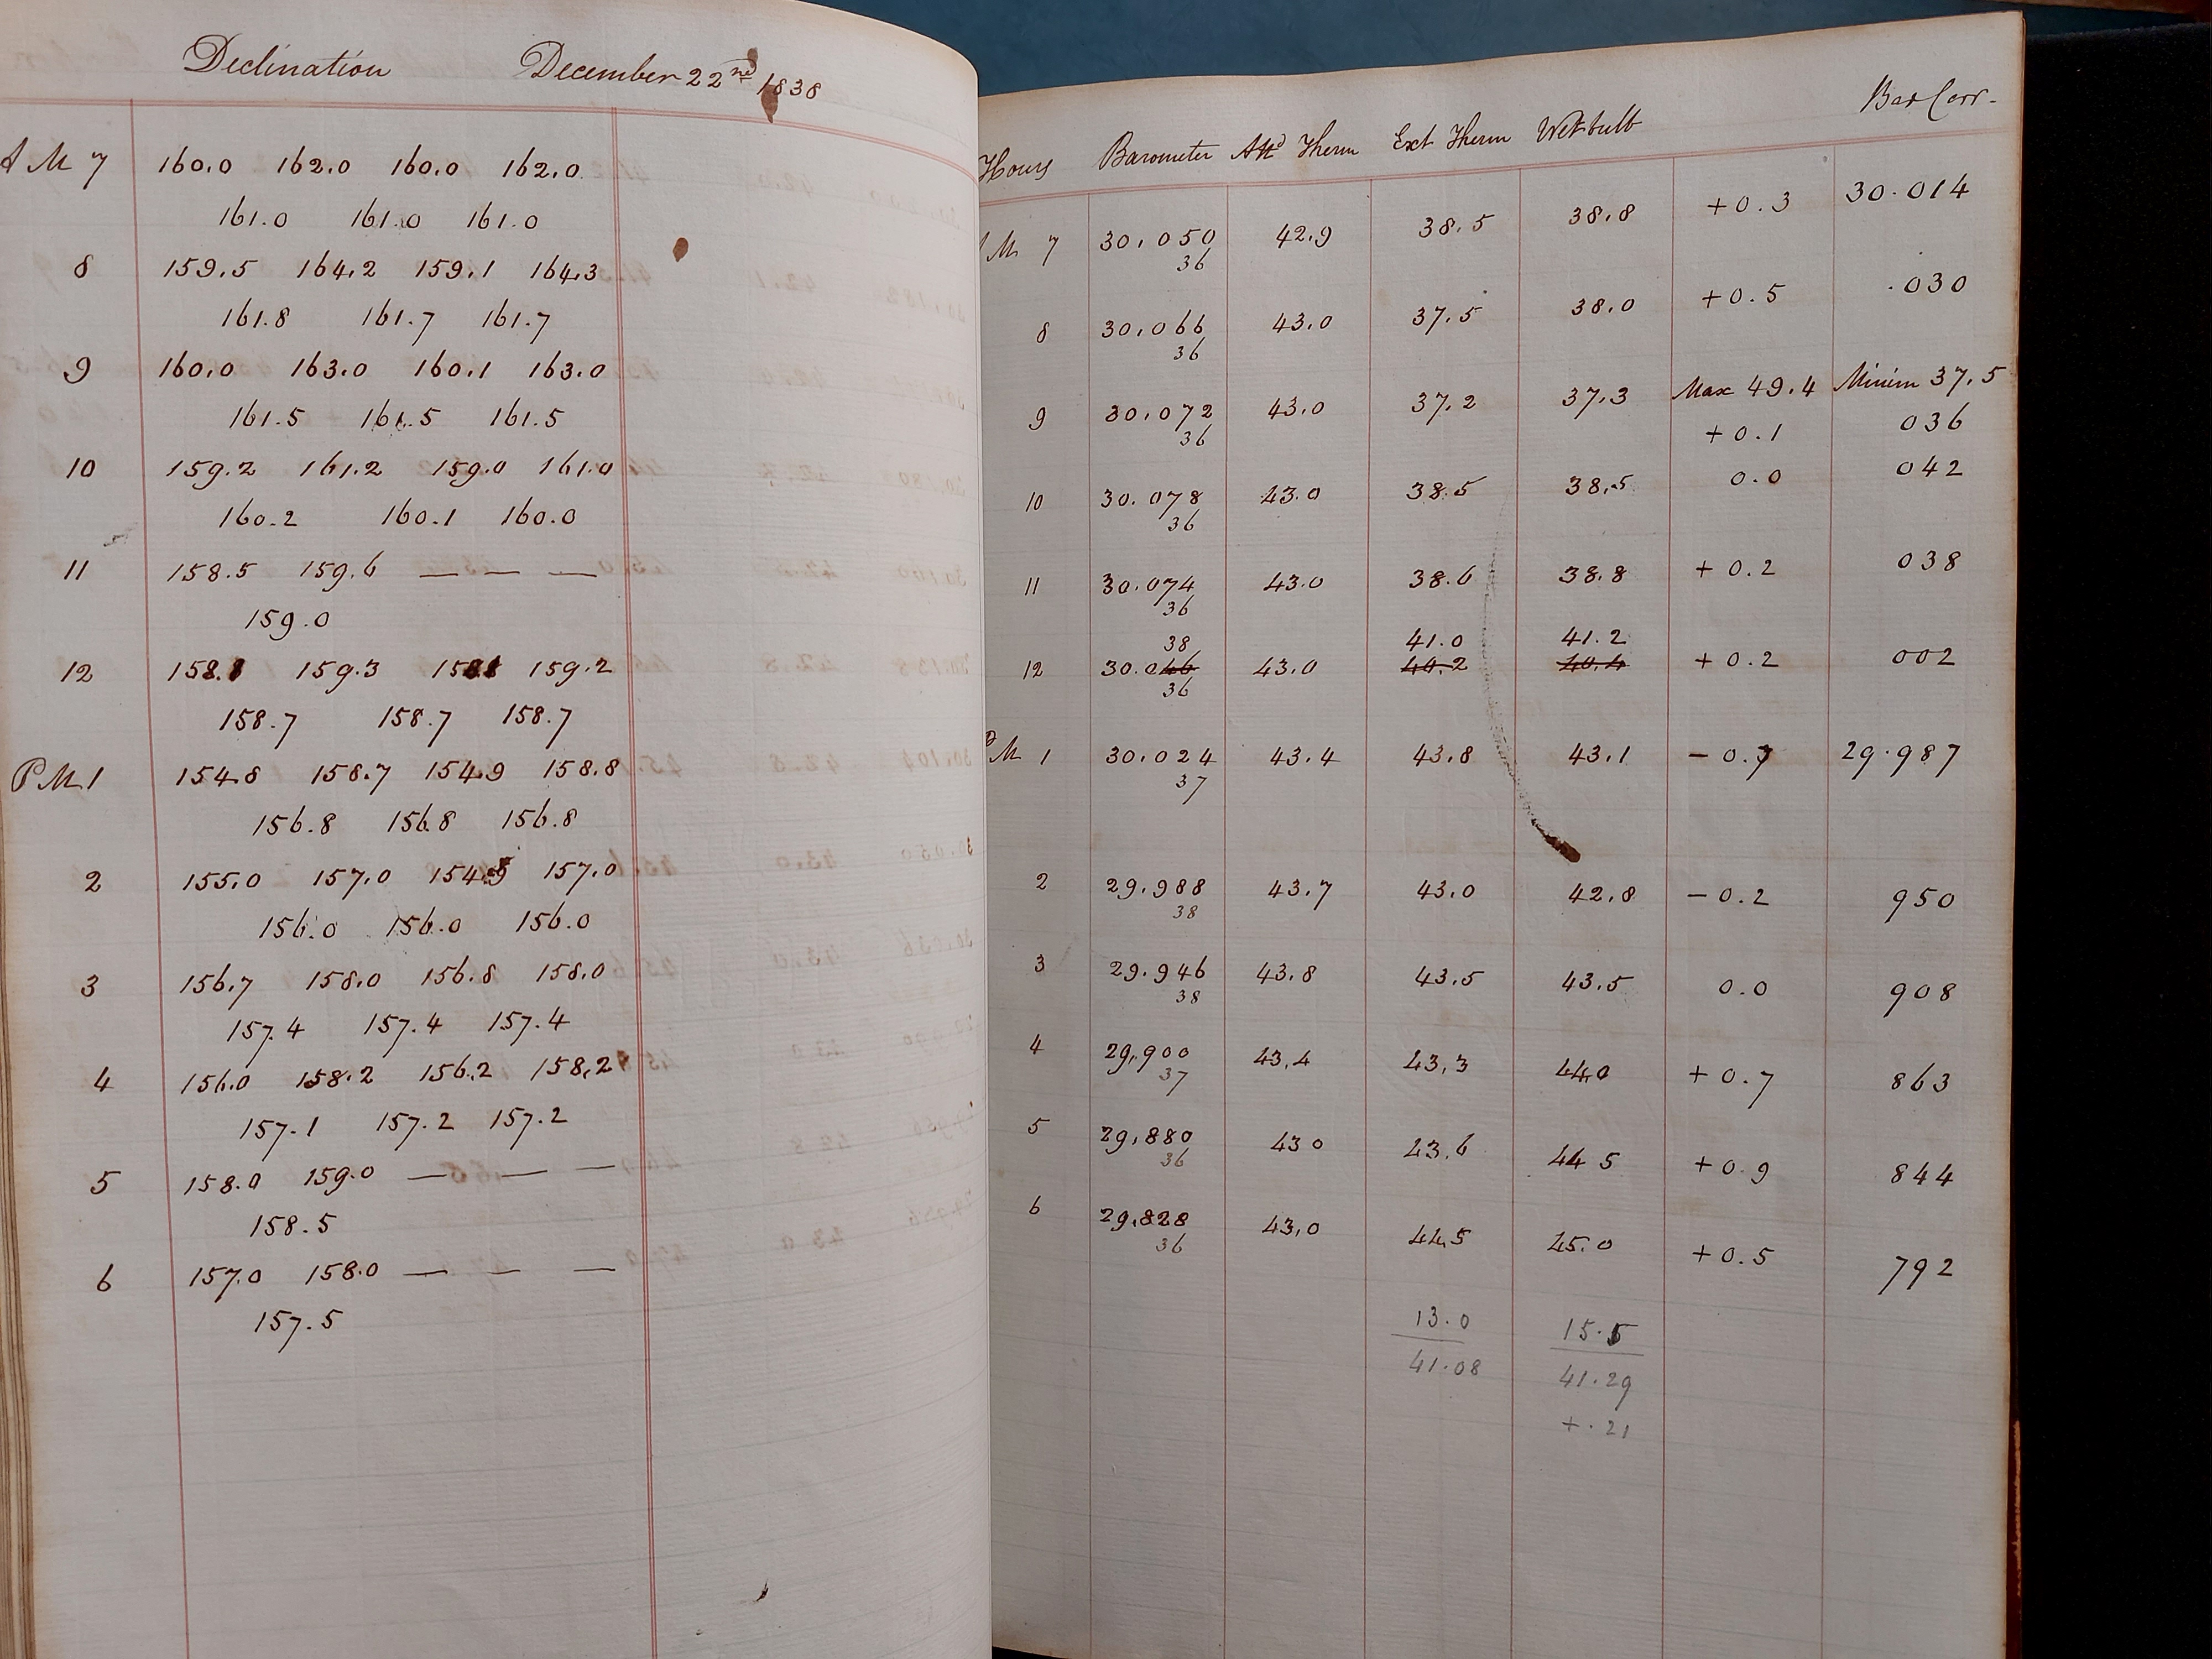 Declination December 22nd 1838
A M 7 160.0 162.0 160.0 162.0
161.0 161.0 161.0
8 159.5 164.2 159.1 164.3
161.8 161.7 161.7
9 160.0 163.0 160.1 163.0
161.5 161.5 161.5
10 159.2 161.2 159.0 161.0
160.2 160.1 160.0
11 158.5 159.6 — — —
159.0
12 158.1 159.3 158.1 159.2
158.7 158.7 158.7
P M 1 154.8 158.7 154.9 158.8
156.8 156.8 156.8
2 155.0 157.0 154.9 157.0
156.0 156.0 156.0
3 156.7 158.0 156.8 158.0
157.4 157.4 157.4
4 156.0 158.2 156.2 158.2
157.1 157.2 157.2
5 158.0 159.0 — — —
158.5
6 157.0 158.0 — — —
157.5
Hours Barometer Attd Therm Ext Therm Wet bulb Bar Corr.
M 7 30.050 42.9 38.5 38.8 +0.3 30.014
36
8 30.066 43.0 37.5 38.0 +0.5 .030
36
Max 49.4 Minim 37.5
9 30.072 43.0 37.2 37.3 +0.1 036
36
10 30.078 43.0 38.5 38.5 0.0 042
36
11 30.074 43.0 38.6 38.8 +0.2 038
36
38 41.0 41.2
12 30.046 43.0 40.2 40.4 +0.2 002
36
PM 1 30.024 43.4 43.8 43.1 -0.7 29.987
37
2 29.988 43.7 43.0 42.8 -0.2 950
38
3 29.946 43.8 43.5 43.5 0.0 908
38
4 29.900 43.4 43.3 44.0 +0.7 863
37
5 29.880 43 0 43.6 44 5 +0.9 844
36
6 29.828 43.0 44.5 45.0 +0.5 792
36
13.0 15.5
41.08 41.29
+.21